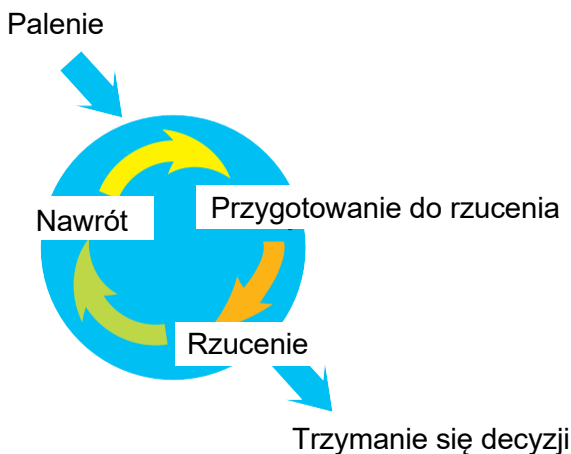 Palenie
Nawrót
Przygotowanie do rzucenia
Rzucenie
Trzymanie się decyzji